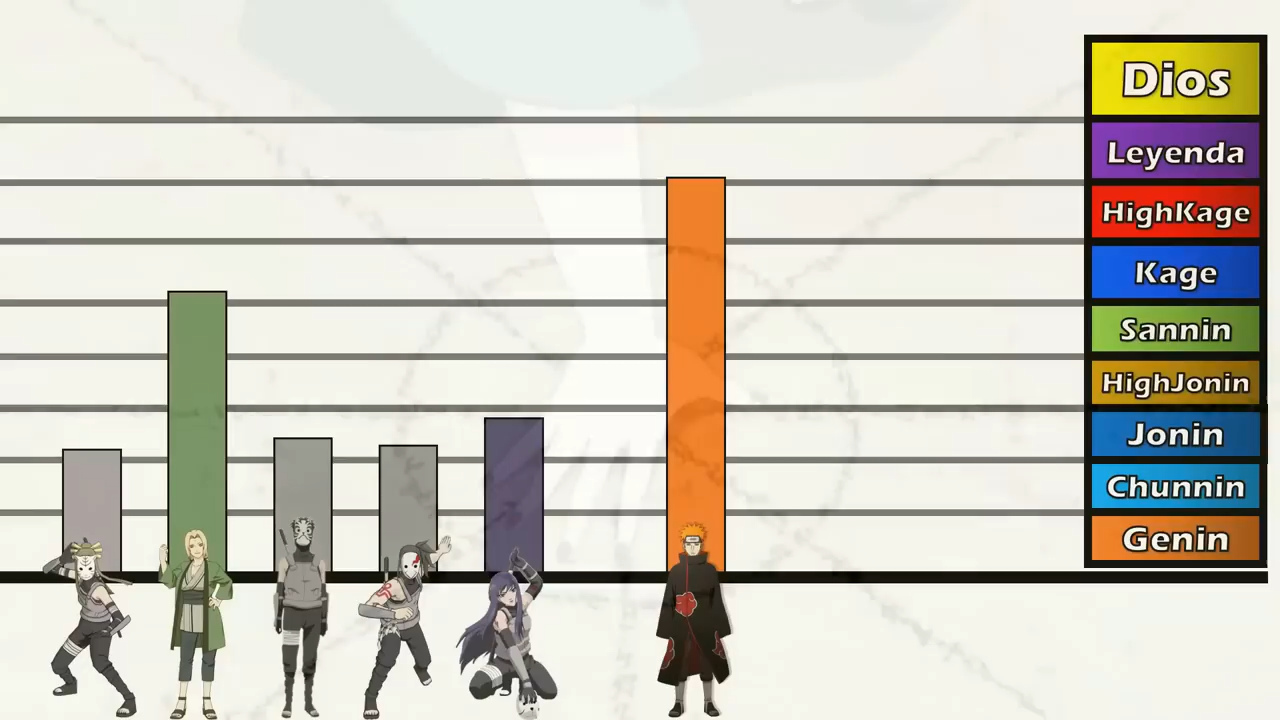 Dios
Leyenda
HighKage
Kage
Sannin
HighJonin
Jonin
Chunnin
Genin